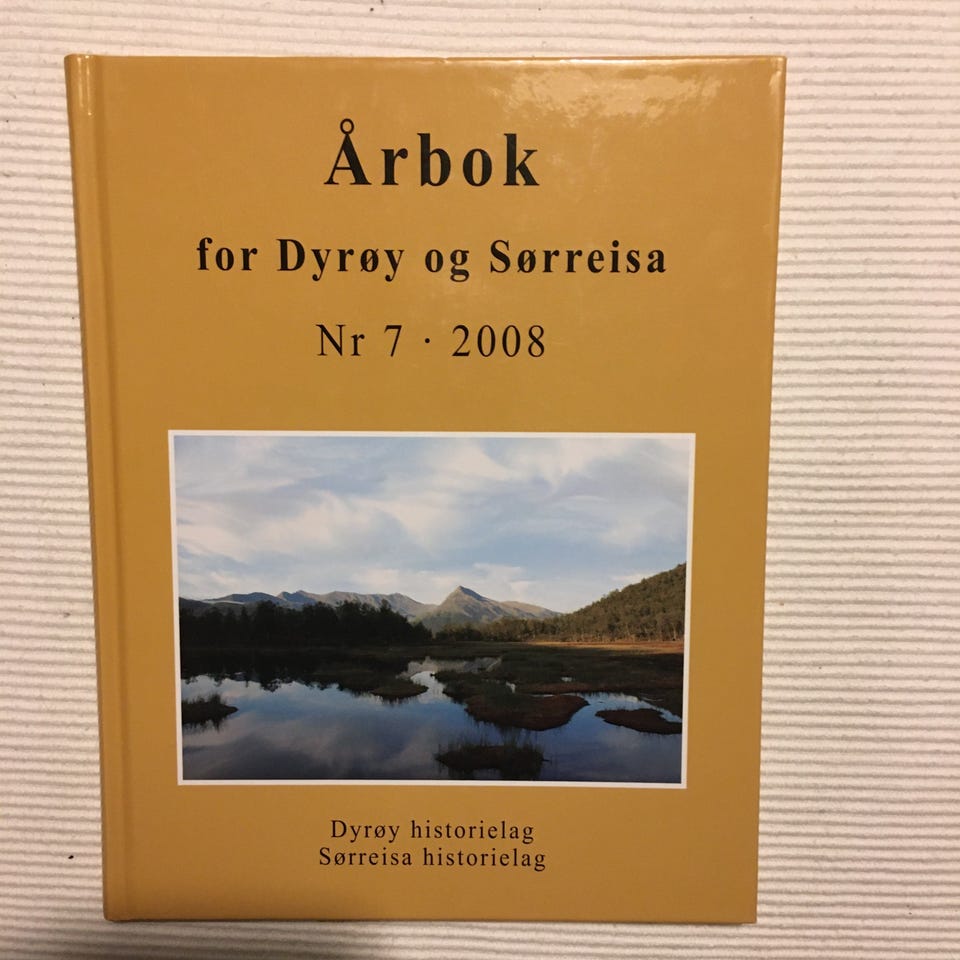 Årbok
for Dyrøy og Sørreisa
Nr 7 · 2008
Dyrøy historielag
Sørreisa historielag